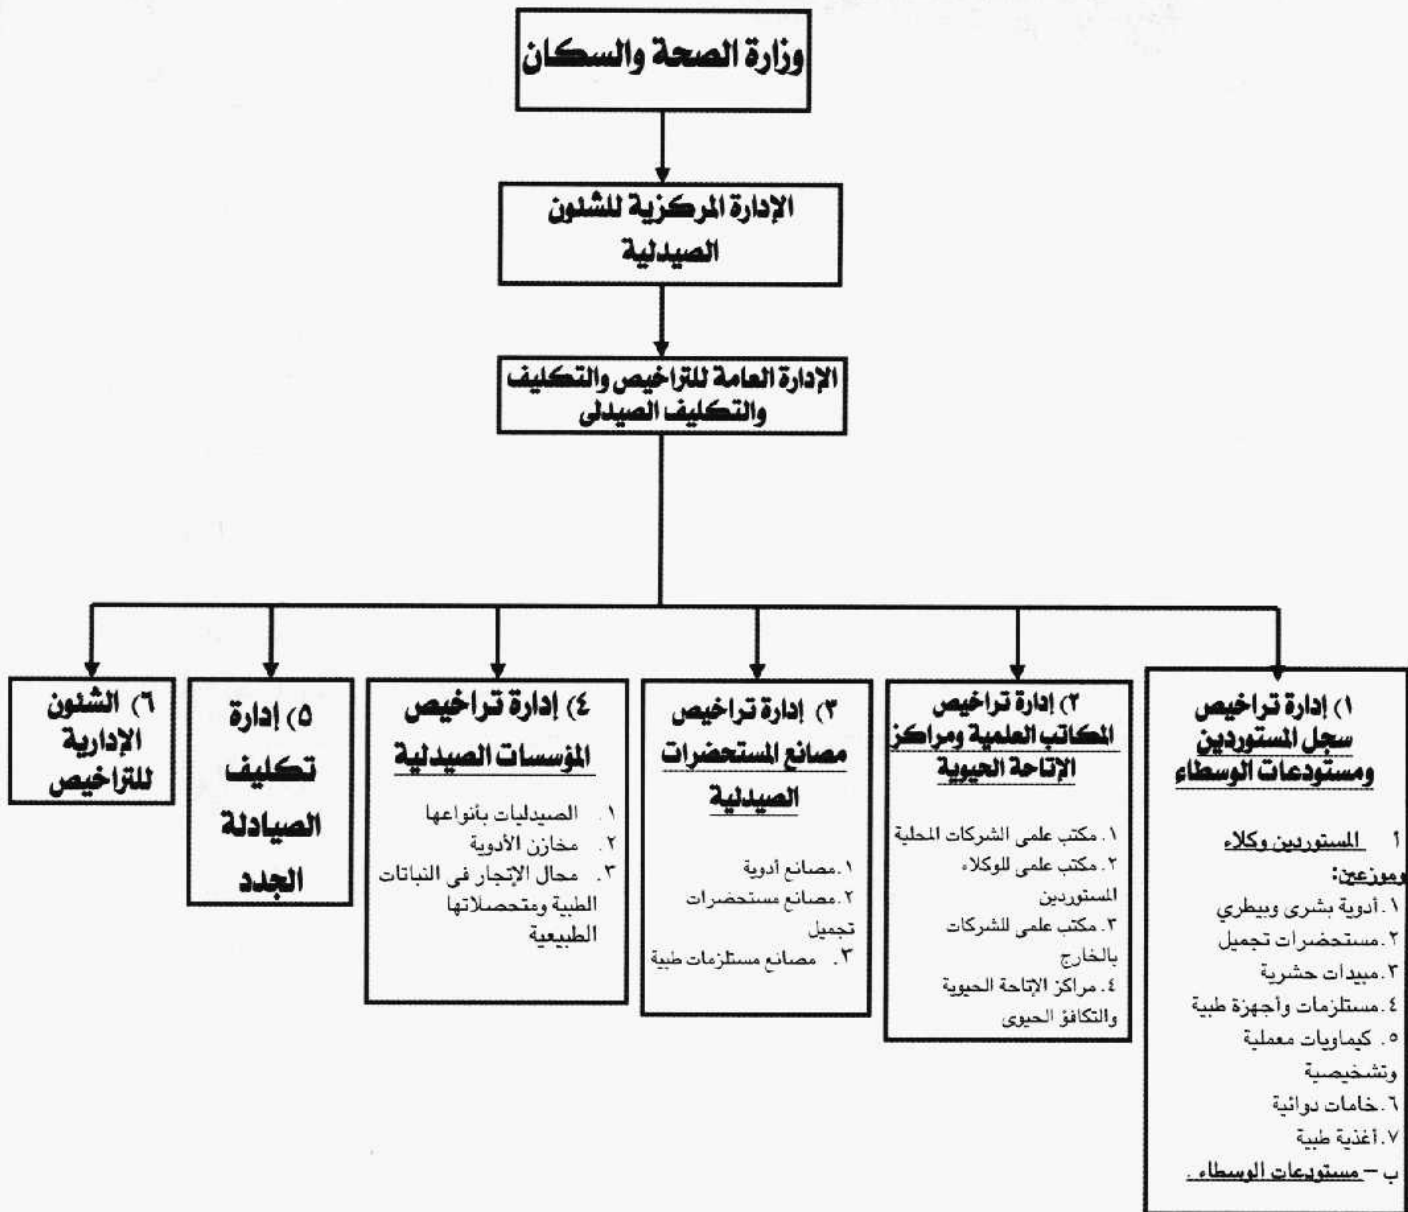 وزارة الصحة والسكان
الإدارة المركزية للشئون
الصيدلية
الإدارة العامة للتراخيص والتكليف
والتكليف الصيدلى
١) إدارة تراخيص
سجل المستوردين
ومستودعات الوسطاء
أ المستوردين وكلاء
وموزعين:
١. أدوية بشرى وبيطري
٢. مستحضرات تجميل
٣. مبيدات حشرية
٤. مستلزمات وأجهزة طبية
٥. كيماويات معملية
وتشخيصية
٦. خامات دوائية
٧. أغذية طبية
ب – مستودعات الوسطاء .
٢) إدارة تراخيص
المكاتب العلمية ومراكز
الإتاحة الحيوية
١. مكتب علمى الشركات المحلية
٢. مكتب علمى للوكلاء
المستوردين
٣. مكتب علمى للشركات
بالخارج
٤. مراكز الإتاحة الحيوية
والتكافؤ الحيوى
٣) إدارة تراخيص
مصانع المستحضرات
الصيدلية
١. مصانع أدوية
٢. مصانع مستحضرات
تجميل
٣. مصانع مستلزمات طبية
٤) إدارة تراخيص
المؤسسات الصيدلية
١. الصيدليات بأنواعها
٢. مخازن الأدوية
٣. محال الإتجار فى النباتات
الطبية ومتحصلاتها
الطبيعية
٥) إدارة
تكليف
الصيادلة
الجدد
٦) الشئون
الإدارية
للتراخيص